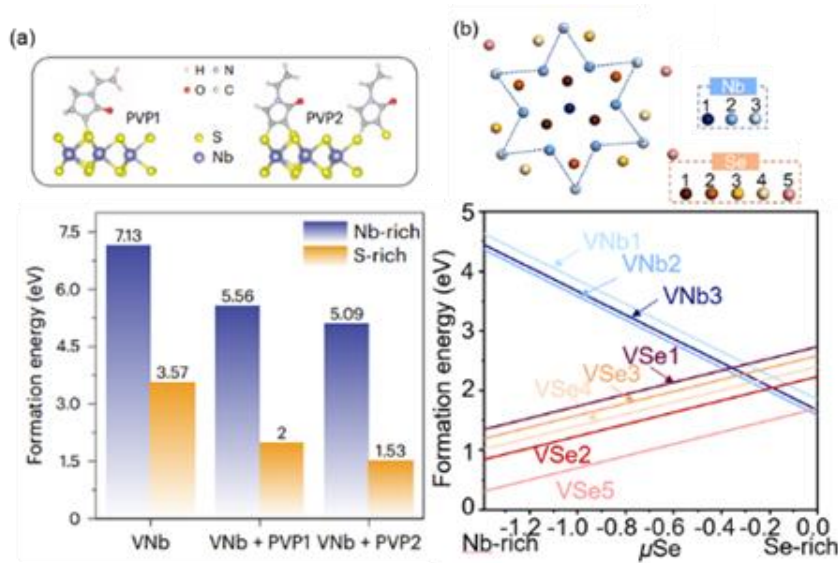 (a)
H N
O C
PVP1
PVP2
S
Nb
Nb-rich
S-rich
Formation energy (eV)
7.5
6.0
4.5
3.0
1.5
0
7.13
3.57
5.56
2
5.09
1.53
VNb
VNb + PVP1
VNb + PVP2
(b)
Nb
1 2 3
Se
1 2 3 4 5
Formation energy (eV)
5
4
3
2
1
0
VNb1
VNb2
VNb3
VSe1
VSe3
VSe4
VSe2
VSe5
-1.2 -1.0 -0.8 -0.6 -0.4 -0.2 0.0
Nb-rich μSe Se-rich